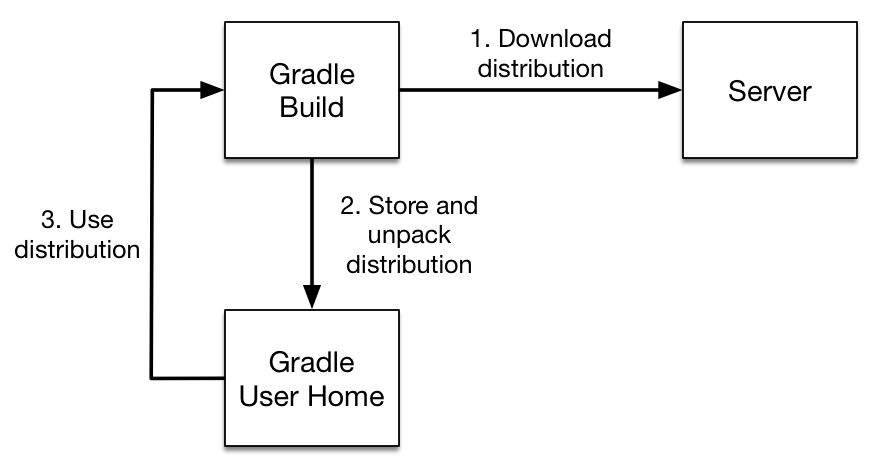 1. Download
distribution
Gradle
Build
Server
3. Use
distribution
2. Store and
unpack
distribution
Gradle
User Home